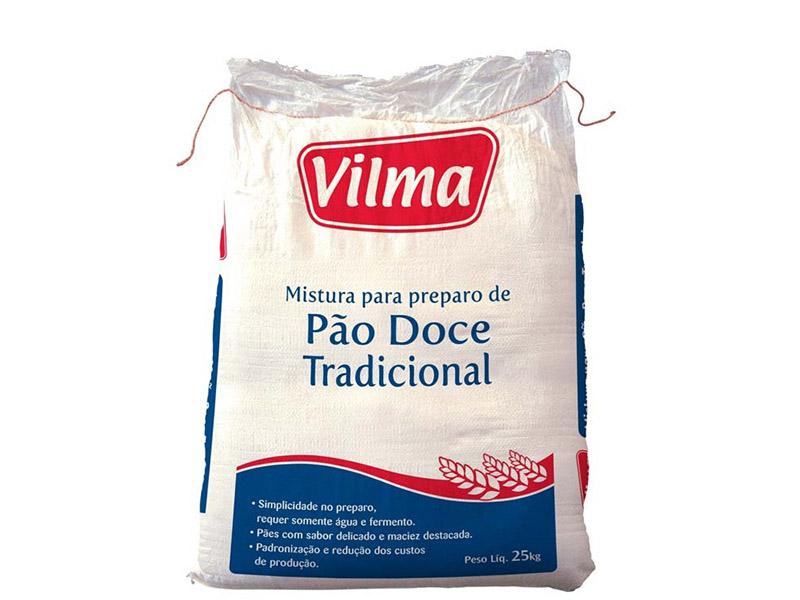 Vilma
Mistura para preparo de
Pão Doce
Tradicional
• Simplicidade no preparo,
requer somente água e fermento.
• Pães com sabor delicado e maciez destacada.
• Padronização e redução dos custos
de produção.
Peso Líq. 25kg